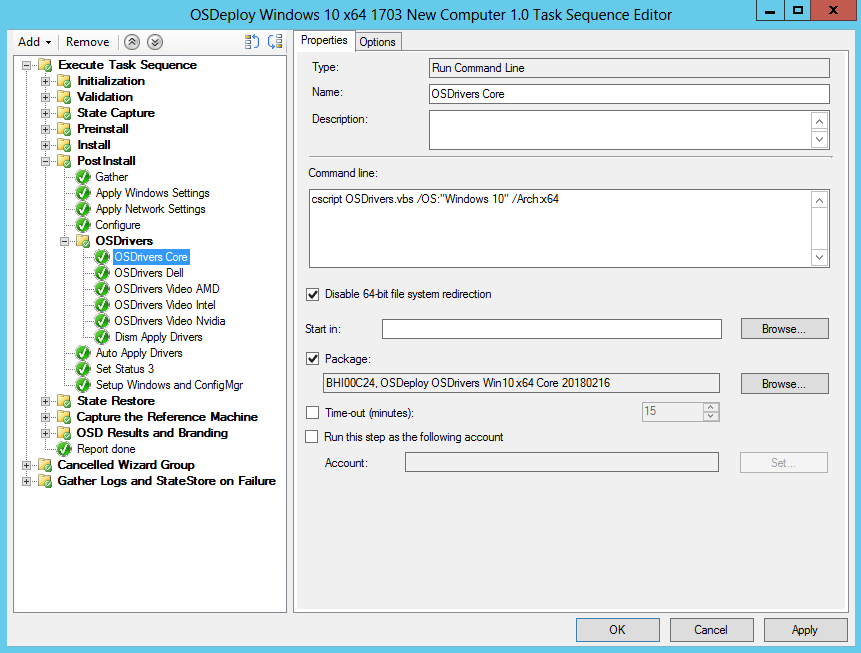 OSDeploy Windows 10 x64 1703 New Computer 1.0 Task Sequence Editor
Add Remove
Execute Task Sequence
Initialization
Validation
State Capture
Preinstall
Install
PostInstall
Gather
Apply Windows Settings
Apply Network Settings
Configure
OSDrivers
OSDrivers Core
OSDrivers Dell
OSDrivers Video AMD
OSDrivers Video Intel
OSDrivers Video Nvidia
Dism Apply Drivers
Auto Apply Drivers
Set Status 3
Setup Windows and ConfigMgr
State Restore
Capture the Reference Machine
OSD Results and Branding
Report done
Cancelled Wizard Group
Gather Logs and StateStore on Failure
Properties Options
Type: Run Command Line
Name: OSDrivers Core
Description:
Command line:
cscript OSDrivers.vbs /OS:"Windows 10" /Arch:x64
Disable 64-bit file system redirection
Start in: Browse...
Package:
BHI00C24, OSDeploy OSDrivers Win10 x64 Core 20180216 Browse...
Time-out (minutes): 15
Run this step as the following account
Account: Set...
OK Cancel Apply